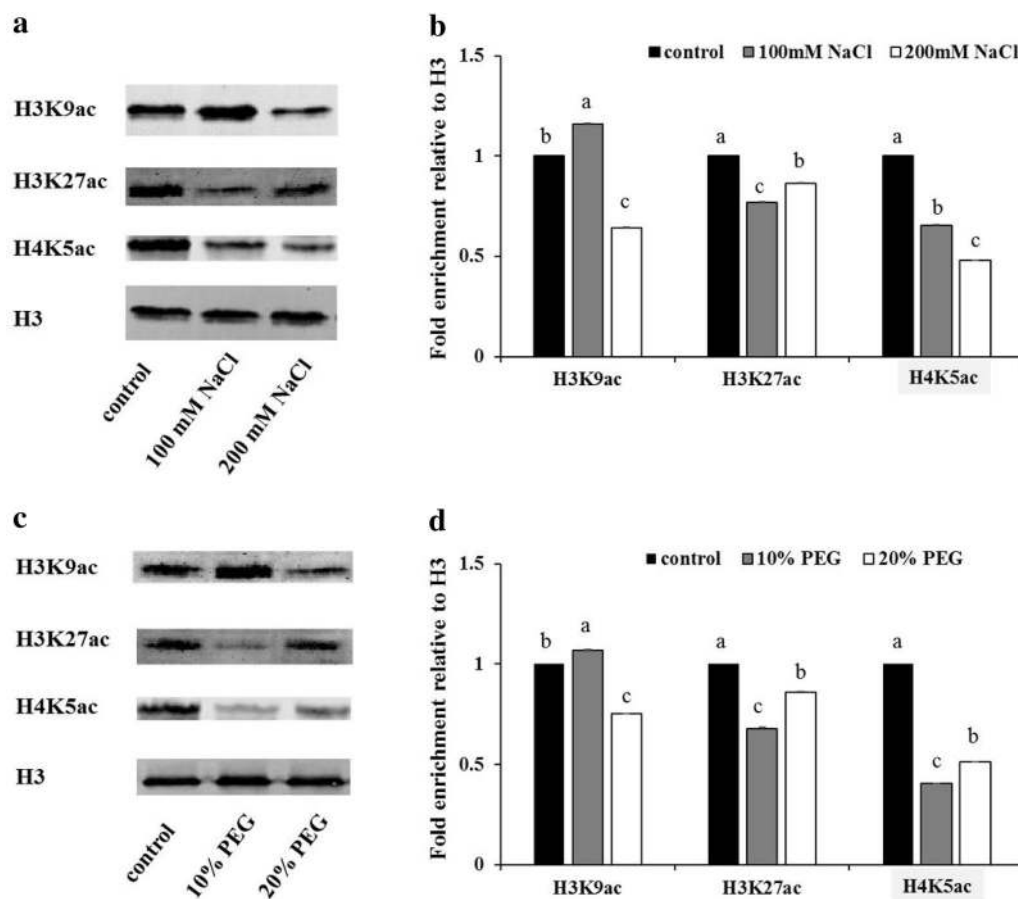 a
H3K9ac
H3K27ac
H4K5ac
H3
control
100 mM NaCl
200 mM NaCl
b
control 100mM NaCl 200mM NaCl
Fold enrichment relative to H3
1.5
1
0.5
0
b a c
a c b
a b c
H3K9ac H3K27ac H4K5ac
c
H3K9ac
H3K27ac
H4K5ac
H3
control
10% PEG
20% PEG
d
control 10% PEG 20% PEG
Fold enrichment relative to H3
1.5
1
0.5
0
b a c
a c b
a c b
H3K9ac H3K27ac H4K5ac